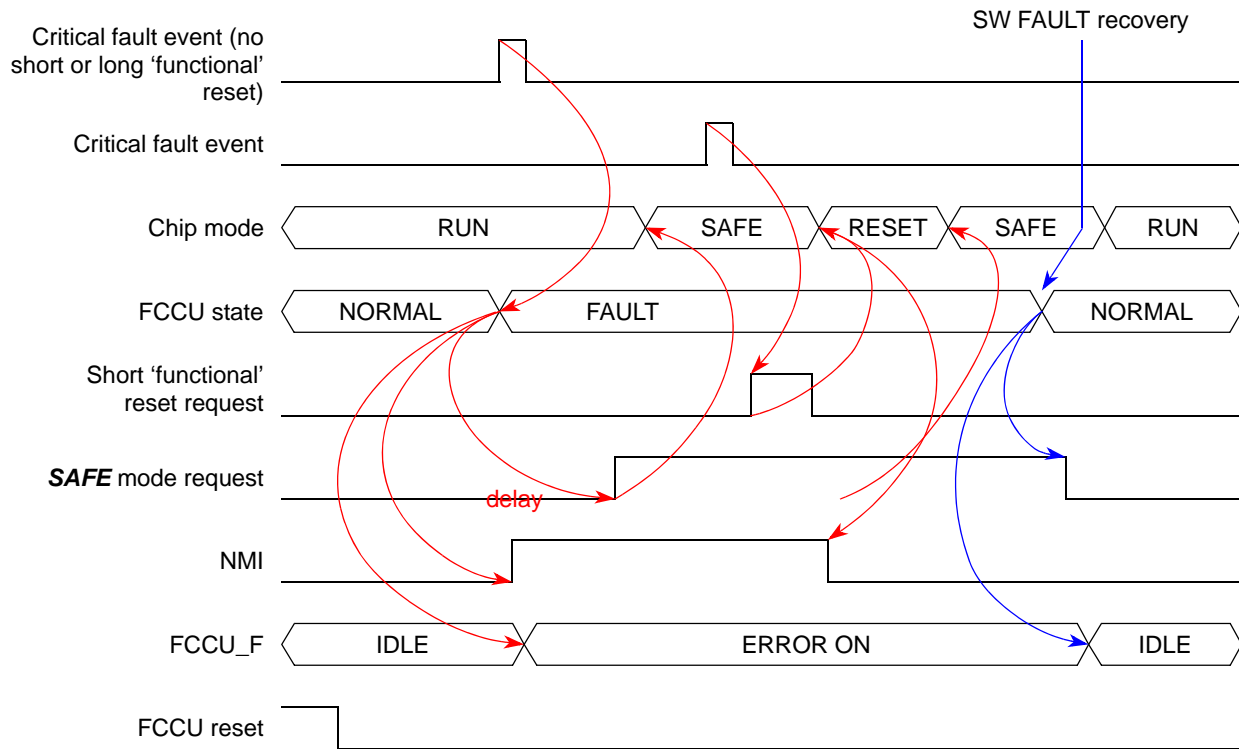 SW FAULT recovery
Critical fault event (no
short or long ‘functional’
reset)
Critical fault event
Chip mode
RUN
SAFE
RESET
SAFE
RUN
FCCU state
NORMAL
FAULT
NORMAL
Short ‘functional’
reset request
SAFE mode request
delay
NMI
FCCU_F
IDLE
ERROR ON
IDLE
FCCU reset